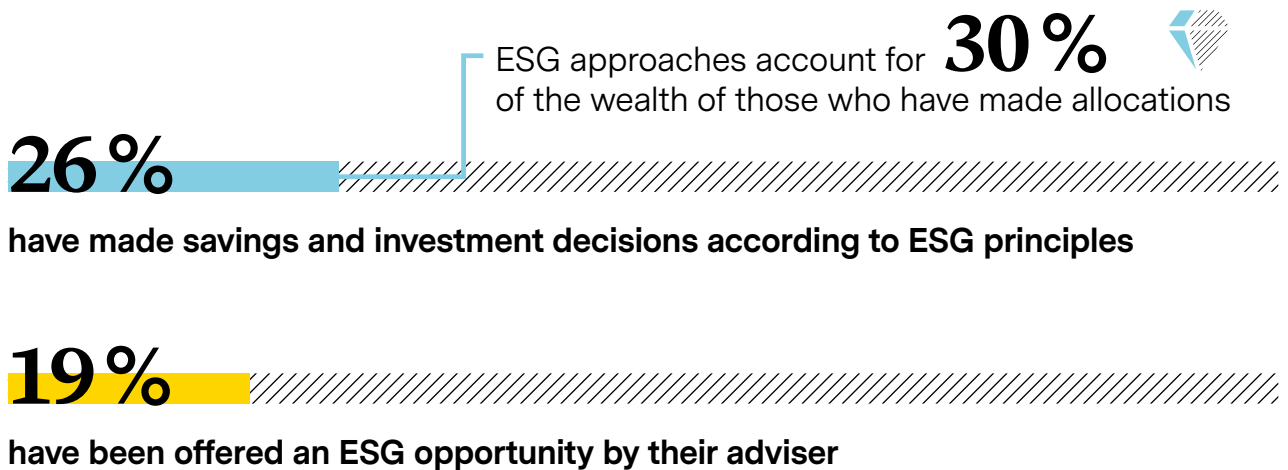 ESG approaches account for 30 %
of the wealth of those who have made allocations
26 %
have made savings and investment decisions according to ESG principles
19 %
have been offered an ESG opportunity by their adviser